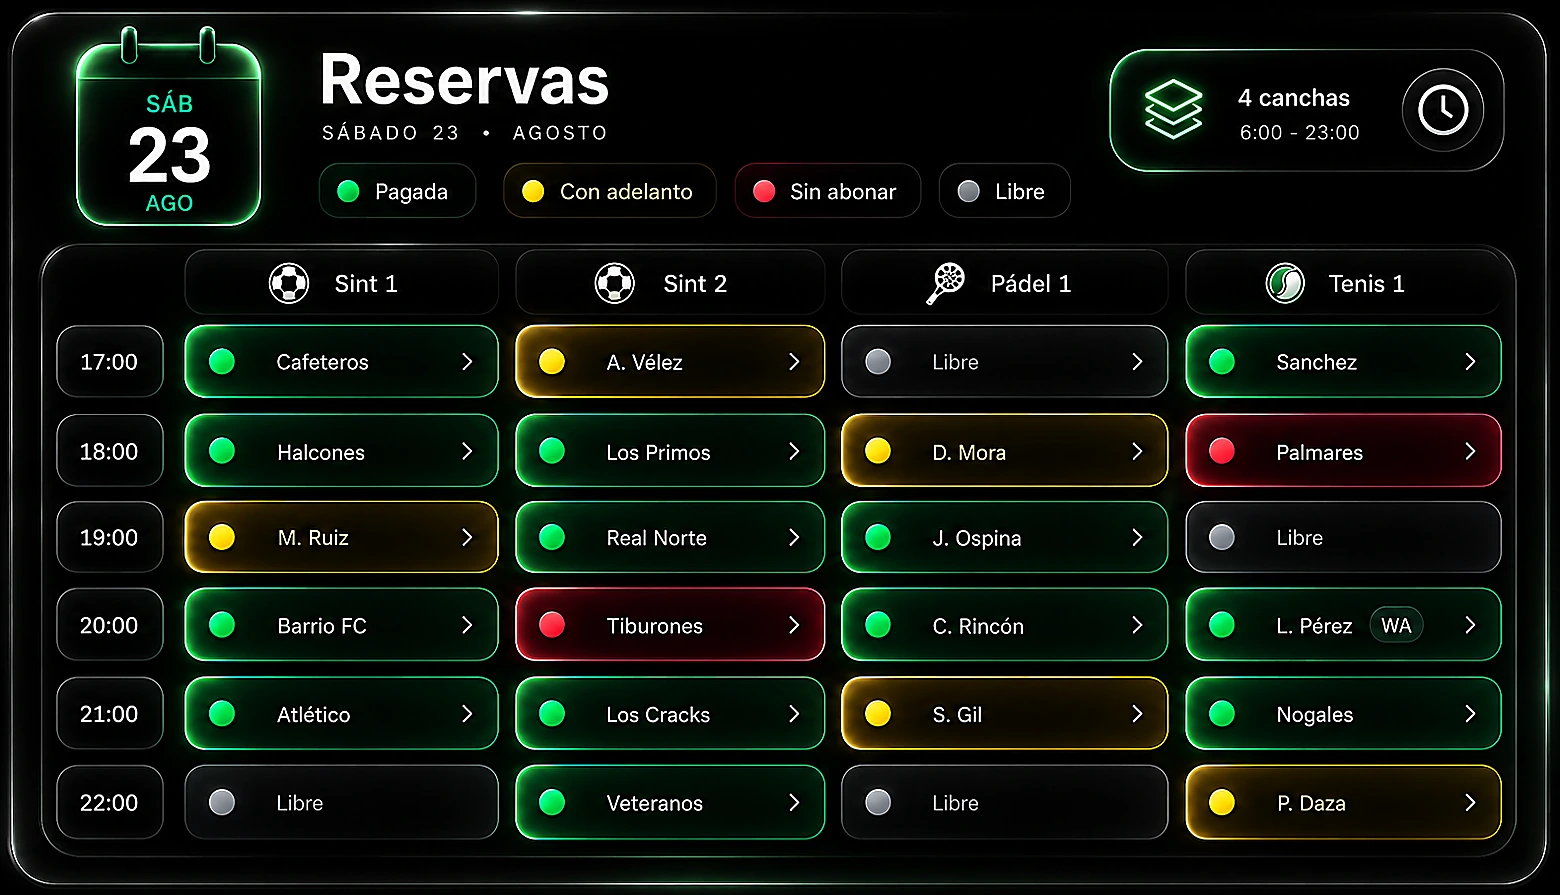 SÁB
23
AGO
Reservas
SÁBADO 23 • AGOSTO
Pagada
Con adelanto
Sin abonar
Libre
4 canchas
6:00 - 23:00
Sint 1
Sint 2
Pádel 1
Tenis 1
17:00
Cafeteros
A. Vélez
Libre
Sanchez
18:00
Halcones
Los Primos
D. Mora
Palmares
19:00
M. Ruiz
Real Norte
J. Ospina
Libre
20:00
Barrio FC
Tiburones
C. Rincón
L. Pérez WA
21:00
Atlético
Los Cracks
S. Gil
Nogales
22:00
Libre
Veteranos
Libre
P. Daza